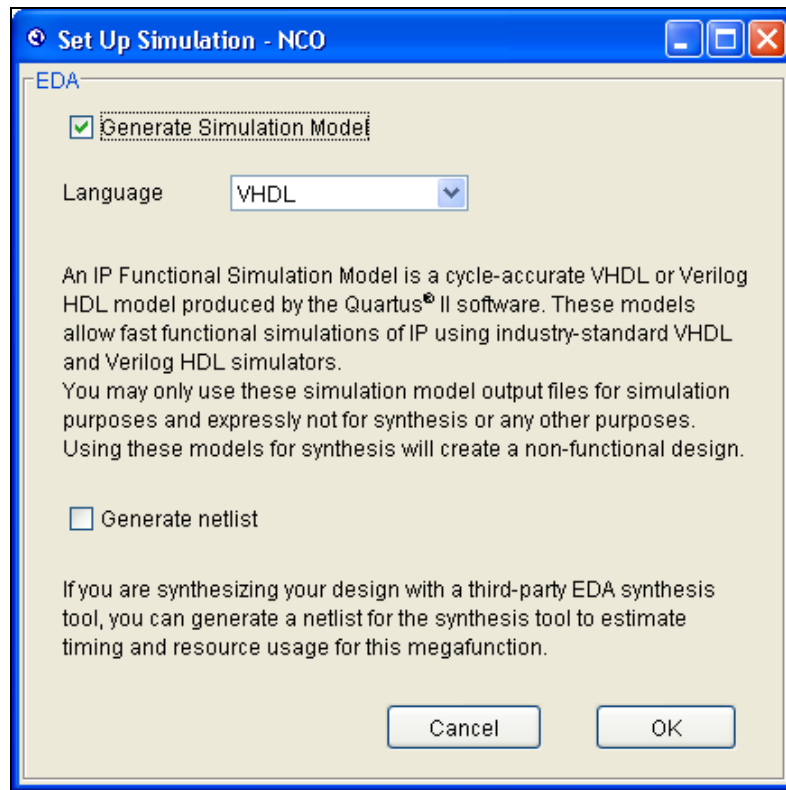 Set Up Simulation - NCO
EDA
Generate Simulation Model
Language VHDL
An IP Functional Simulation Model is a cycle-accurate VHDL or Verilog
HDL model produced by the Quartus® II software. These models
allow fast functional simulations of IP using industry-standard VHDL
and Verilog HDL simulators.
You may only use these simulation model output files for simulation
purposes and expressly not for synthesis or any other purposes.
Using these models for synthesis will create a non-functional design.
Generate netlist
If you are synthesizing your design with a third-party EDA synthesis
tool, you can generate a netlist for the synthesis tool to estimate
timing and resource usage for this megafunction.
Cancel OK